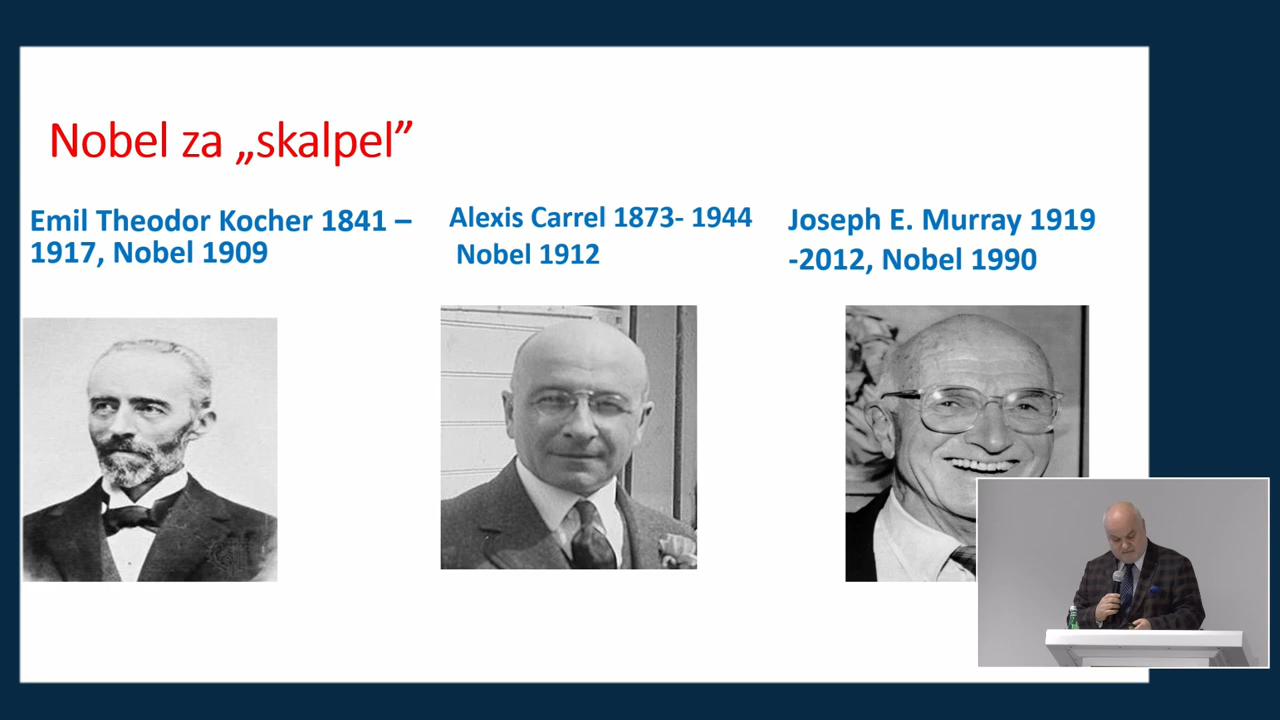 Nobel za „skalpel”
Emil Theodor Kocher 1841 –
1917, Nobel 1909
Alexis Carrel 1873- 1944
Nobel 1912
Joseph E. Murray 1919
-2012, Nobel 1990